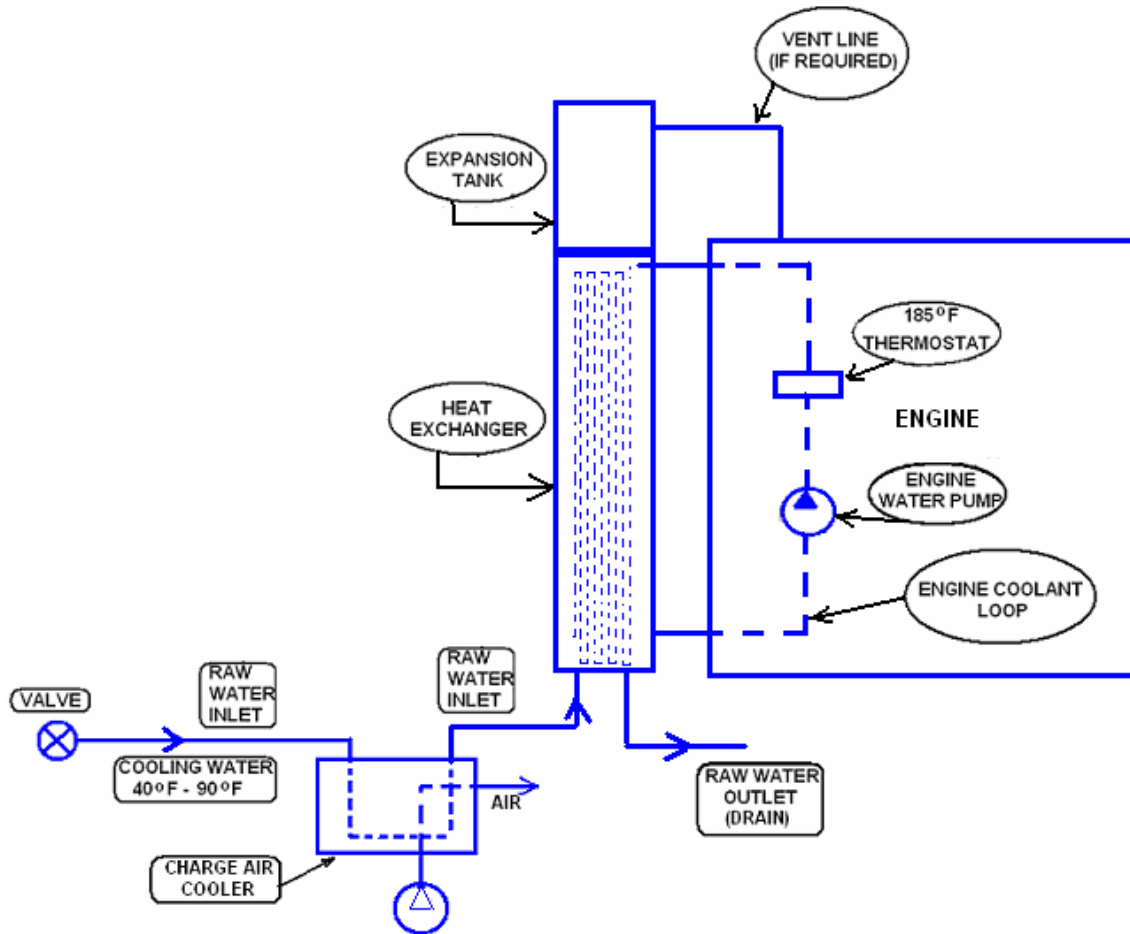 VENT LINE
(IF REQUIRED)
EXPANSION
TANK
185°F
THERMOSTAT
HEAT
EXCHANGER
ENGINE
ENGINE
WATER PUMP
ENGINE COOLANT
LOOP
RAW
WATER
INLET
RAW
WATER
INLET
VALVE
COOLING WATER
40°F - 90°F
AIR
RAW WATER
OUTLET
(DRAIN)
CHARGE AIR
COOLER